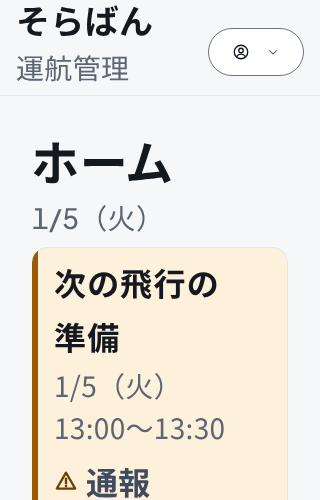 そらばん
運航管理
ホーム
1/5（火）
次の飛行の
準備
1/5（火）
13:00〜13:30
通報